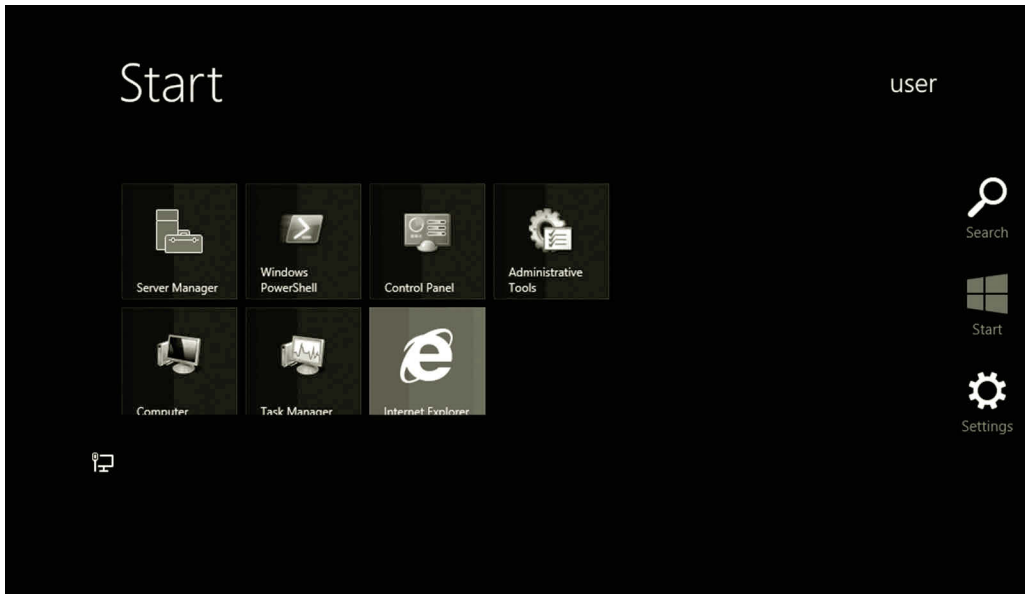 Start
user
Server Manager
Windows
PowerShell
Control Panel
Administrative
Tools
Computer
Task Manager
Internet Explorer
Search
Start
Settings